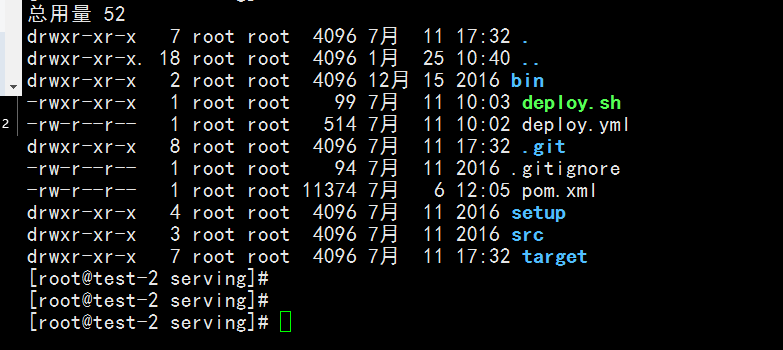 总用量 52
drwxr-xr-x   7 root root  4096 7月  11 17:32 .
drwxr-xr-x. 18 root root  4096 1月  25 10:40 ..
drwxr-xr-x   2 root root  4096 12月 15 2016 bin
-rwxr-xr-x   1 root root    99 7月  11 10:03 deploy.sh
-rw-r--r--   1 root root   514 7月  11 10:02 deploy.yml
drwxr-xr-x   8 root root  4096 7月  11 17:32 .git
-rw-r--r--   1 root root    94 7月  11 2016 .gitignore
-rw-r--r--   1 root root 11374 7月   6 12:05 pom.xml
drwxr-xr-x   4 root root  4096 7月  11 2016 setup
drwxr-xr-x   3 root root  4096 7月  11 2016 src
drwxr-xr-x   7 root root  4096 7月  11 17:32 target
[root@test-2 serving]#
[root@test-2 serving]#
[root@test-2 serving]#
2